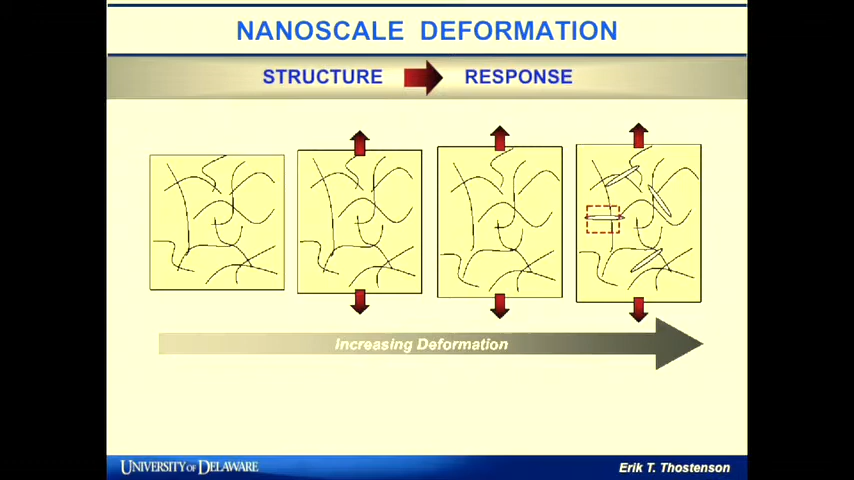 NANOSCALE DEFORMATION
STRUCTURE RESPONSE
Increasing Deformation
UNIVERSITY OF DELAWARE
Erik T. Thostenson